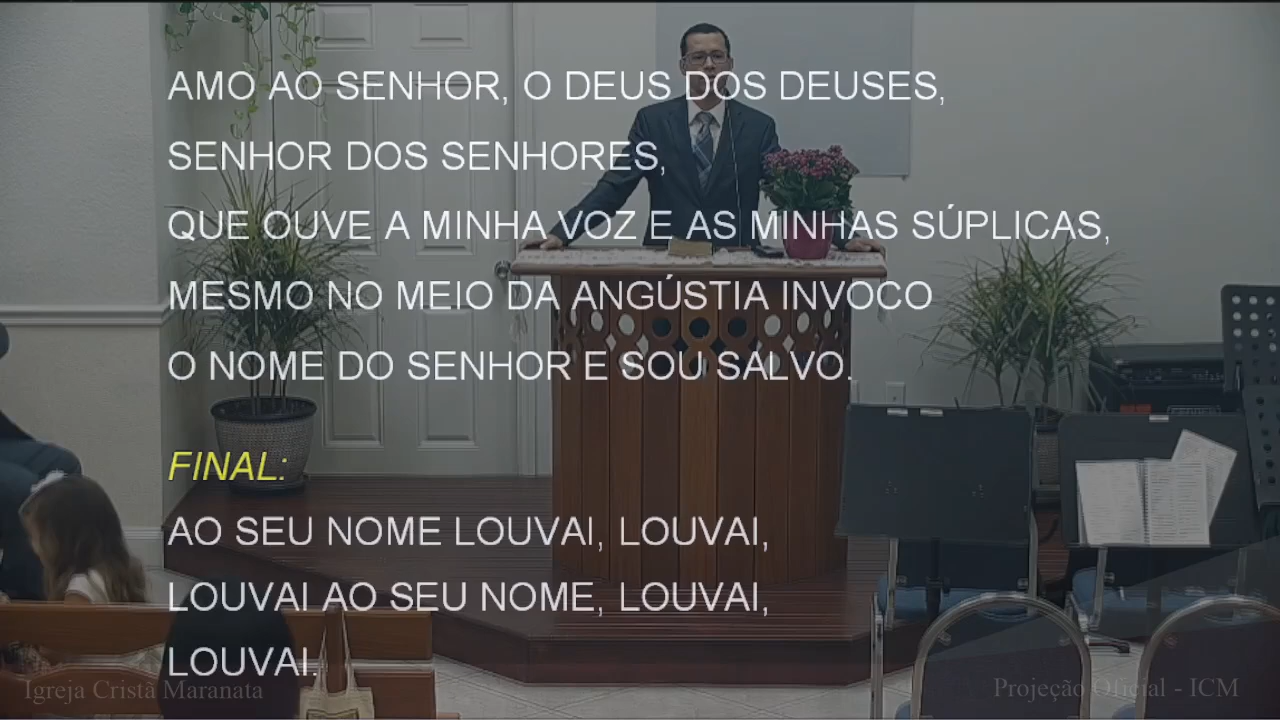 AMO AO SENHOR, O DEUS DOS DEUSES,
SENHOR DOS SENHORES,
QUE OUVE A MINHA VOZ E AS MINHAS SÚPLICAS,
MESMO NO MEIO DA ANGÚSTIA INVOCO
O NOME DO SENHOR E SOU SALVO.
FINAL:
AO SEU NOME LOUVAI, LOUVAI,
LOUVAI AO SEU NOME, LOUVAI,
LOUVAI.
Igreja Cristã Maranata
Projeção Oficial - ICM